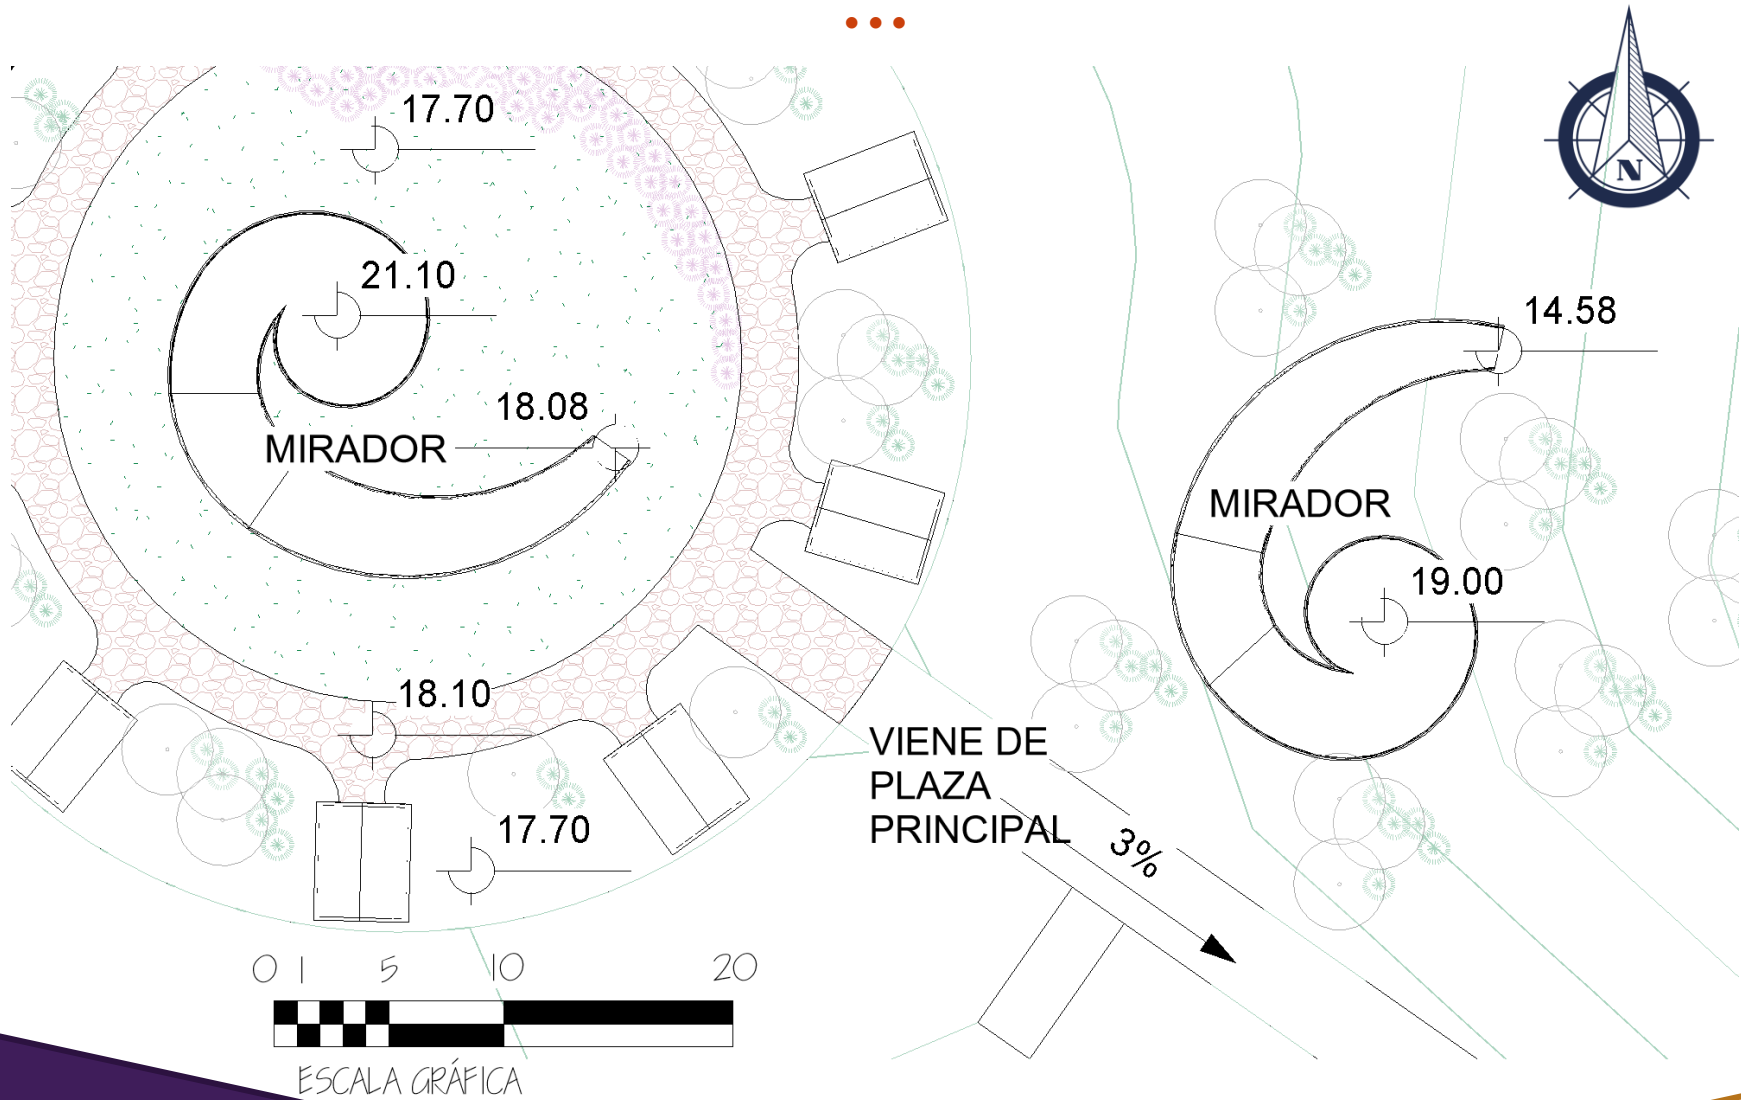 17.70
N
21.10
14.58
18.08
MIRADOR
MIRADOR
19.00
18.10
VIENE DE
PLAZA
PRINCIPAL
3%
17.70
0 1 5 10 20
ESCALA GRÁFICA